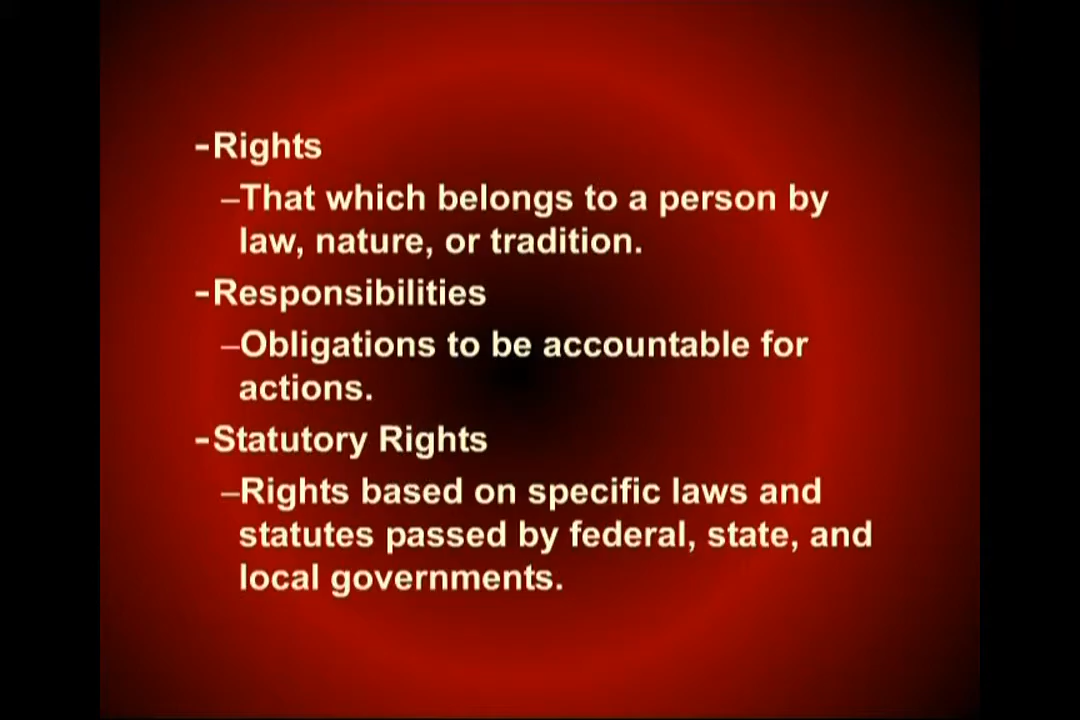 -Rights
–That which belongs to a person by
law, nature, or tradition.
-Responsibilities
–Obligations to be accountable for
actions.
-Statutory Rights
–Rights based on specific laws and
statutes passed by federal, state, and
local governments.